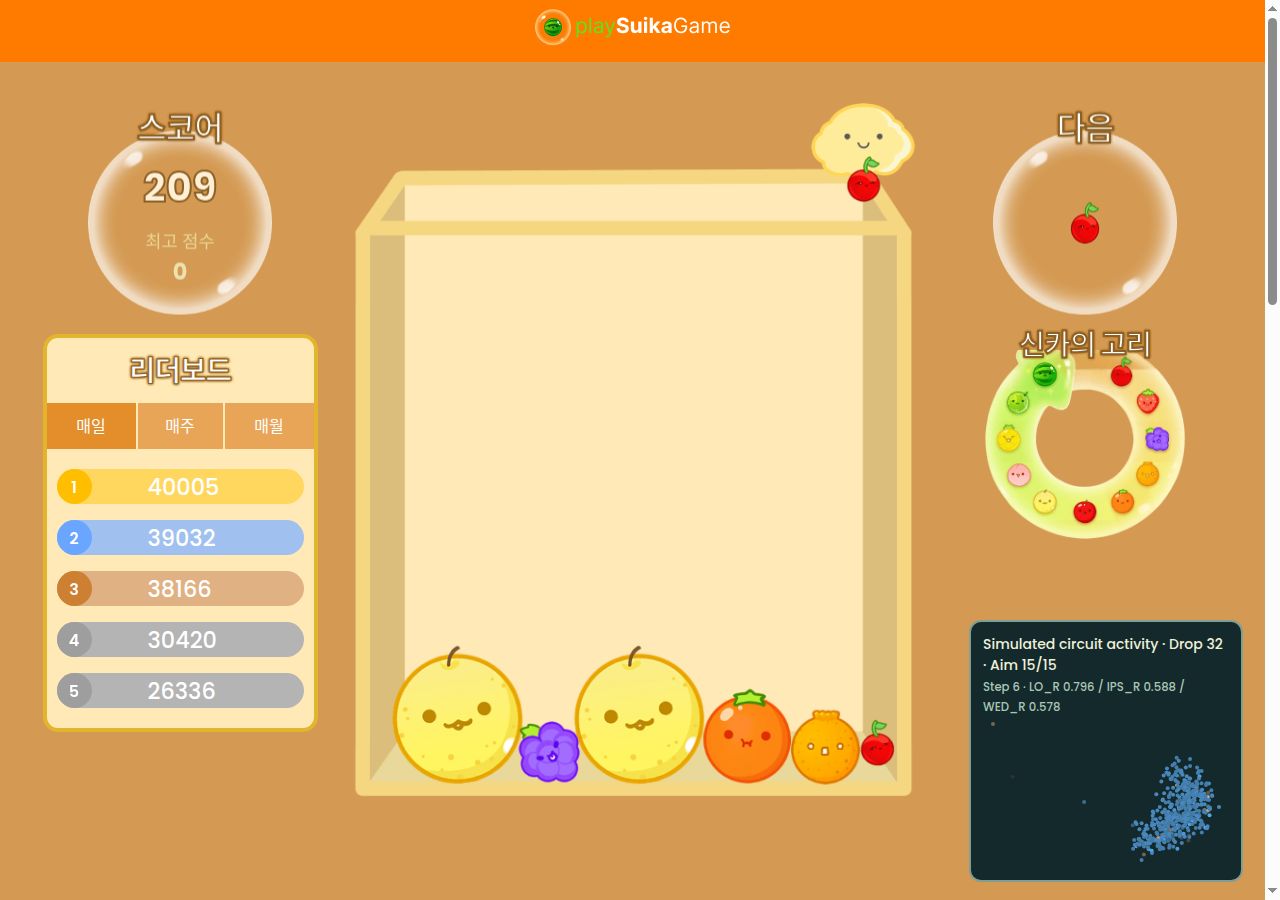 playSuikaGame
스코어
209
최고 점수
0
리더보드
매일 매주 매월
1 40005
2 39032
3 38166
4 30420
5 26336
다음
신카의 고리
Simulated circuit activity · Drop 32
· Aim 15/15
Step 6 · LO_R 0.796 / IPS_R 0.588 /
WED_R 0.578